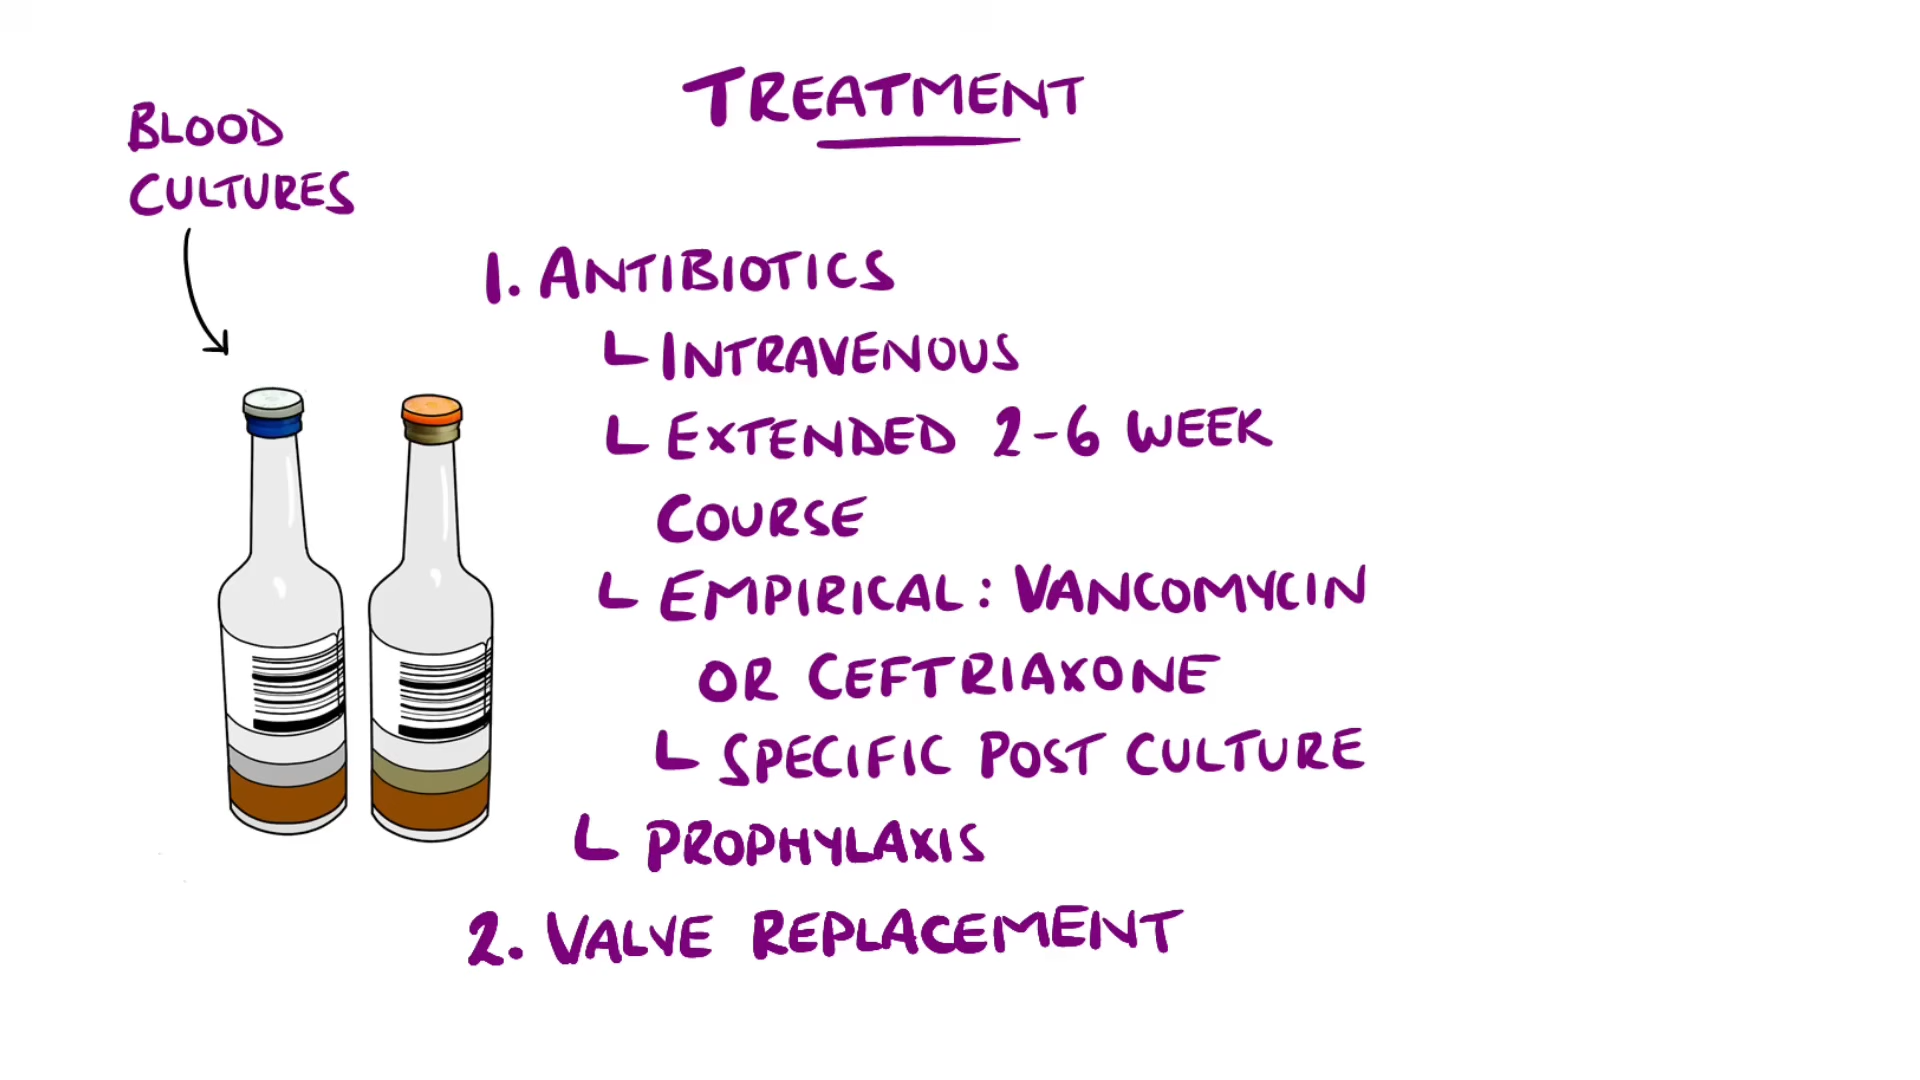 TREATMENT
BLOOD
CULTURES
1. ANTIBIOTICS
INTRAVENOUS
EXTENDED 2-6 WEEK
COURSE
EMPIRICAL: VANCOMYCIN
OR CEFTRIAXONE
SPECIFIC POST CULTURE
PROPHYLAXIS
2. VALVE REPLACEMENT